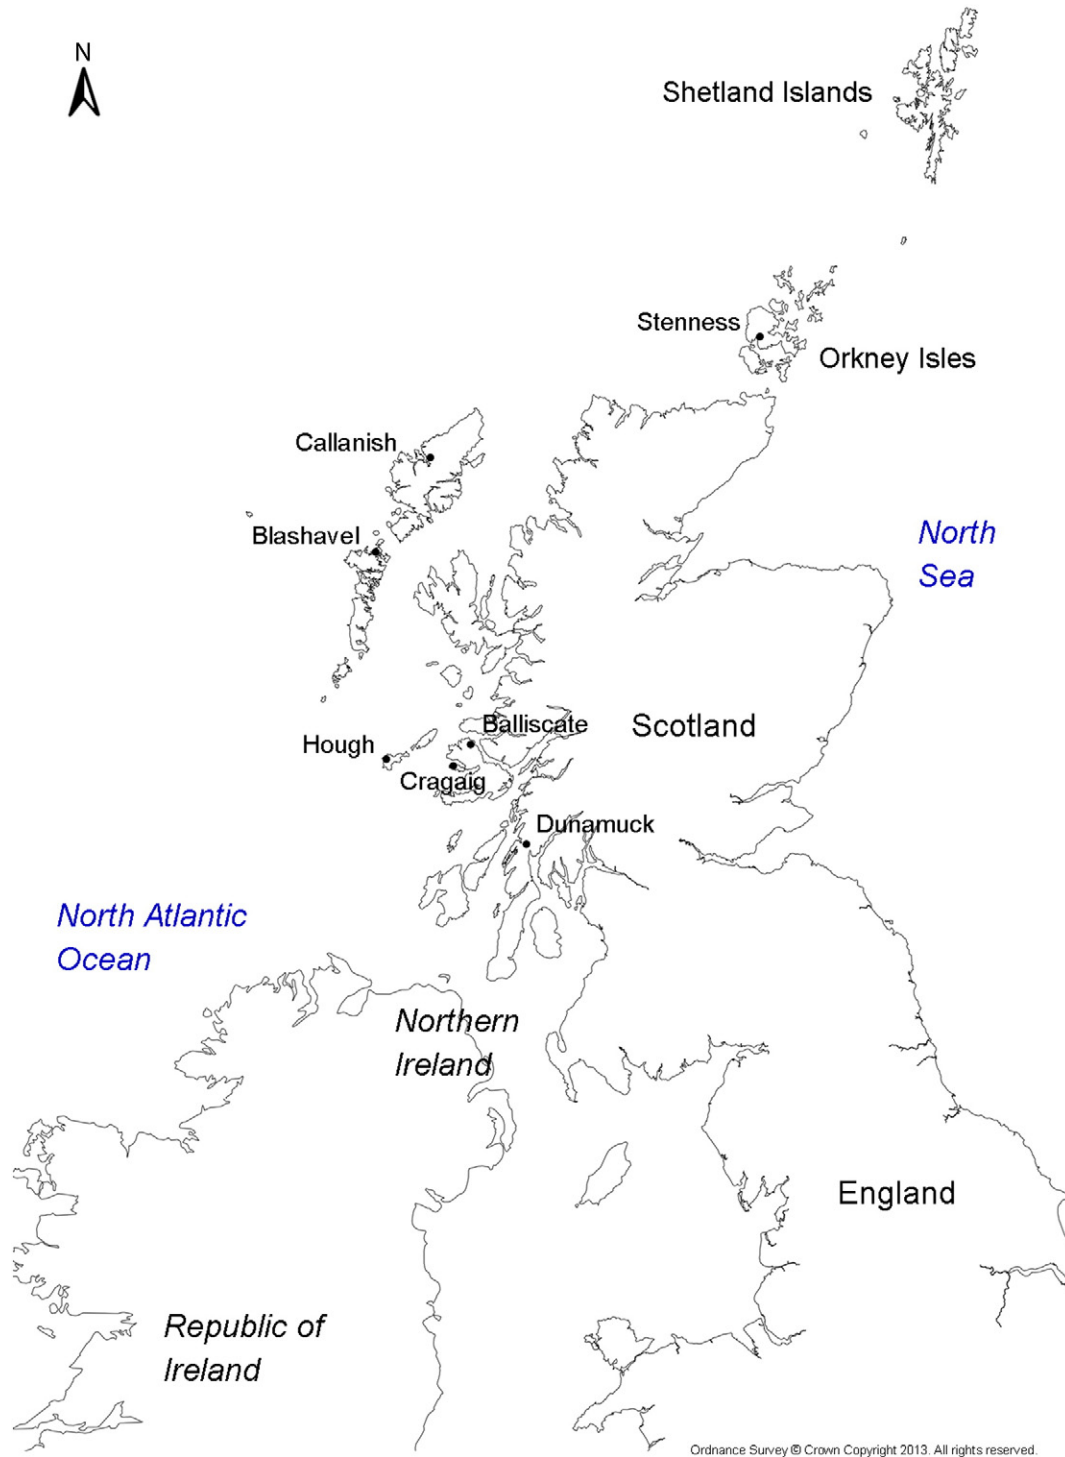 N
Shetland Islands
Stenness
Orkney Isles
Callanish
Blashavel
North
Sea
Balliscate
Scotland
Hough
Cragaig
Dunamuck
North Atlantic
Ocean
Northern
Ireland
England
Republic of
Ireland
Ordnance Survey © Crown Copyright 2013. All rights reserved.